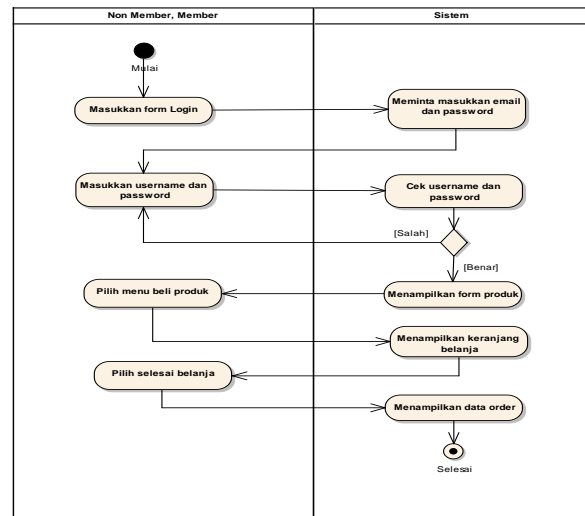 Non Member, Member
Sistem
Mulai
Masukkan form Login
Meminta masukkan email
dan password
Masukkan username dan
password
Cek username dan
password
[Salah]
[Benar]
Pilih menu beli produk
Menampilkan form produk
Menampilkan keranjang
belanja
Pilih selesai belanja
Menampilkan data order
Selesai